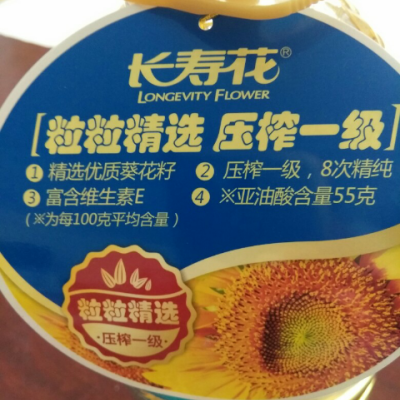 长寿花®
LONGEVITY FLOWER
[粒粒精选 压榨一级]
① 精选优质葵花籽 ② 压榨一级，8次精纯
③ 富含维生素E ④ ※亚油酸含量55克
（※为每100克平均含量）
粒粒精选
·压榨一级·